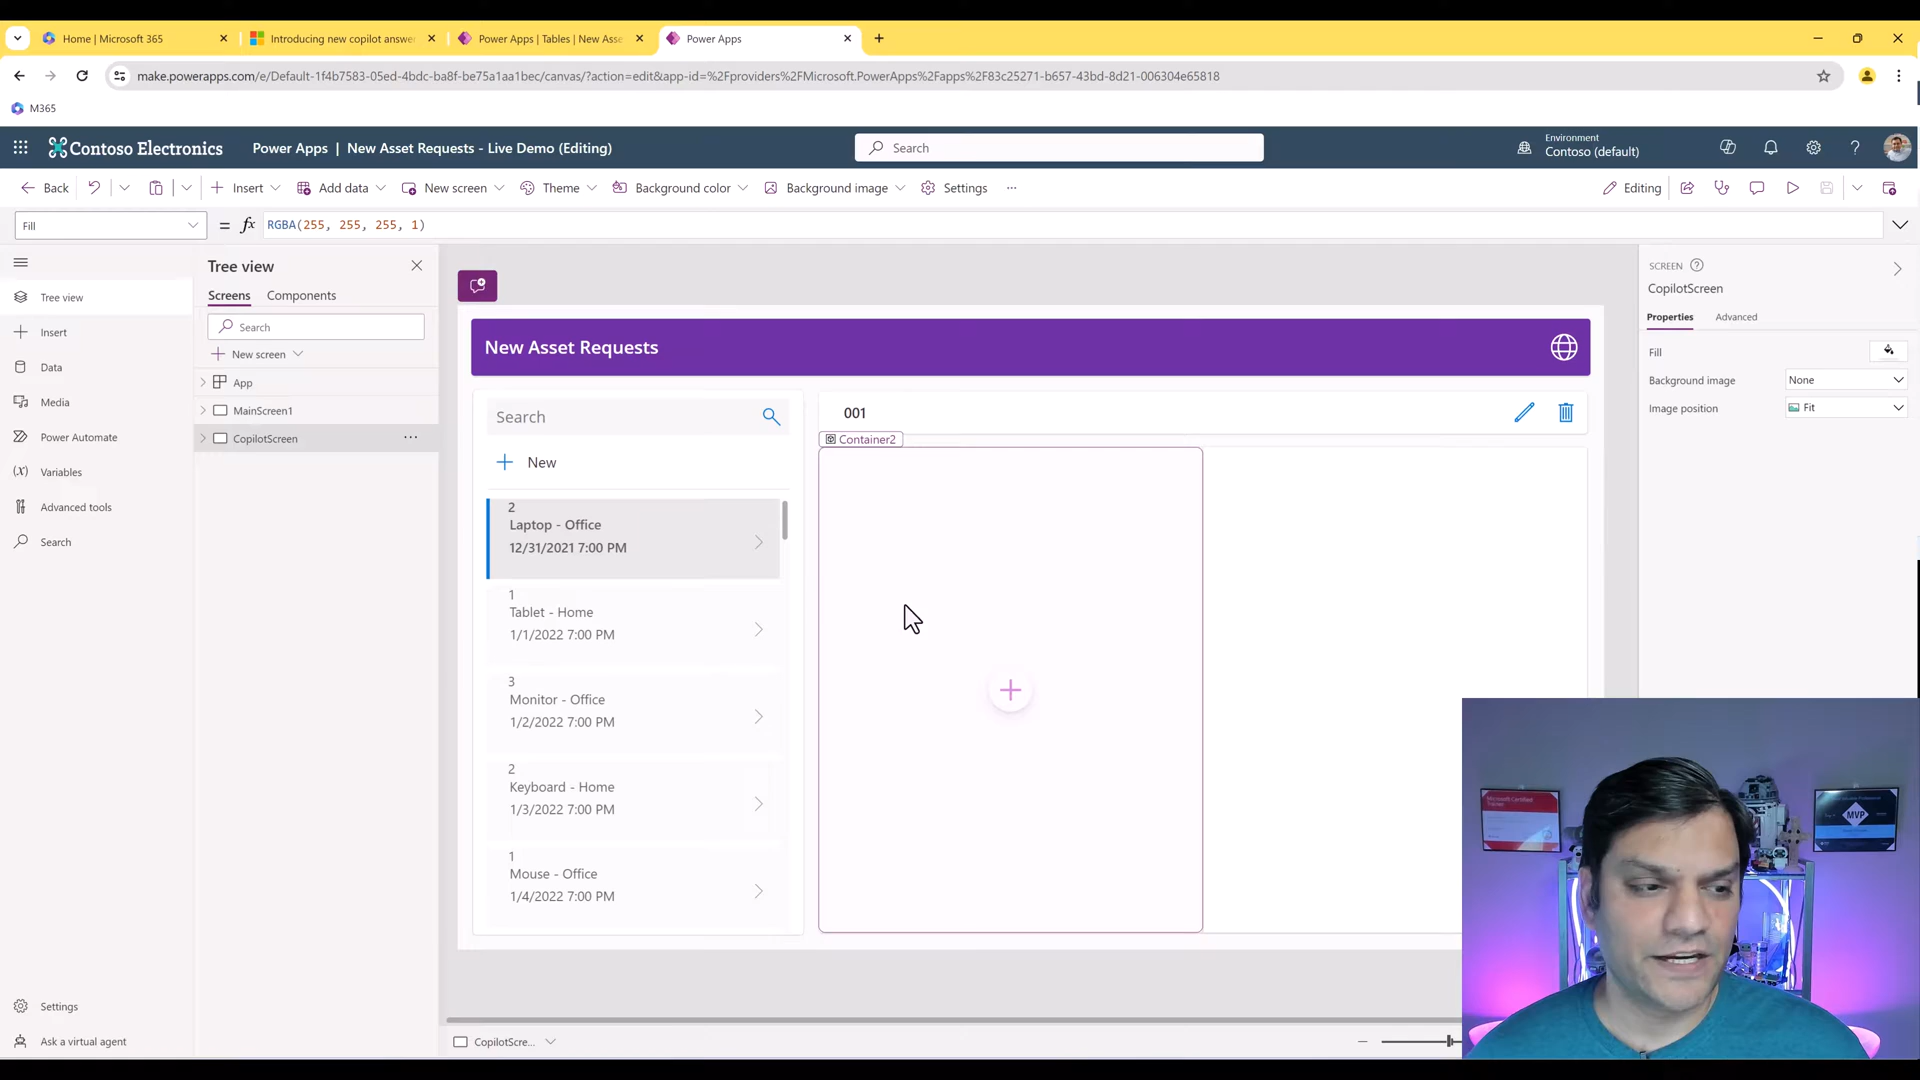 Home | Microsoft 365
Introducing new copilot answe
Power Apps | Tables | New Asse
Power Apps
make.powerapps.com/e/Default-1f4b7583-05ed-4bdc-ba8f-be75a1aa1bec/canvas/?action=edit&app-id=%2Fproviders%2FMicrosoft.PowerApps%2Fapps%2F83c25271-b657-43bd-8d21-006304e65818
M365
Contoso Electronics
Power Apps | New Asset Requests - Live Demo (Editing)
Search
Environment
Contoso (default)
Back
Insert
Add data
New screen
Theme
Background color
Background image
Settings
Editing
Fill
= fx RGBA(255, 255, 255, 1)
Tree view
Insert
Data
Media
Power Automate
Variables
Advanced tools
Search
Settings
Ask a virtual agent
Tree view
Screens
Components
Search
New screen
App
MainScreen1
CopilotScreen
New Asset Requests
Search
New
2
Laptop - Office
12/31/2021 7:00 PM
1
Tablet - Home
1/1/2022 7:00 PM
3
Monitor - Office
1/2/2022 7:00 PM
2
Keyboard - Home
1/3/2022 7:00 PM
1
Mouse - Office
1/4/2022 7:00 PM
001
Container2
CopilotScre...
SCREEN
CopilotScreen
Properties
Advanced
Fill
Background image
None
Image position
Fit
Microsoft Certified
Trainer
MVP